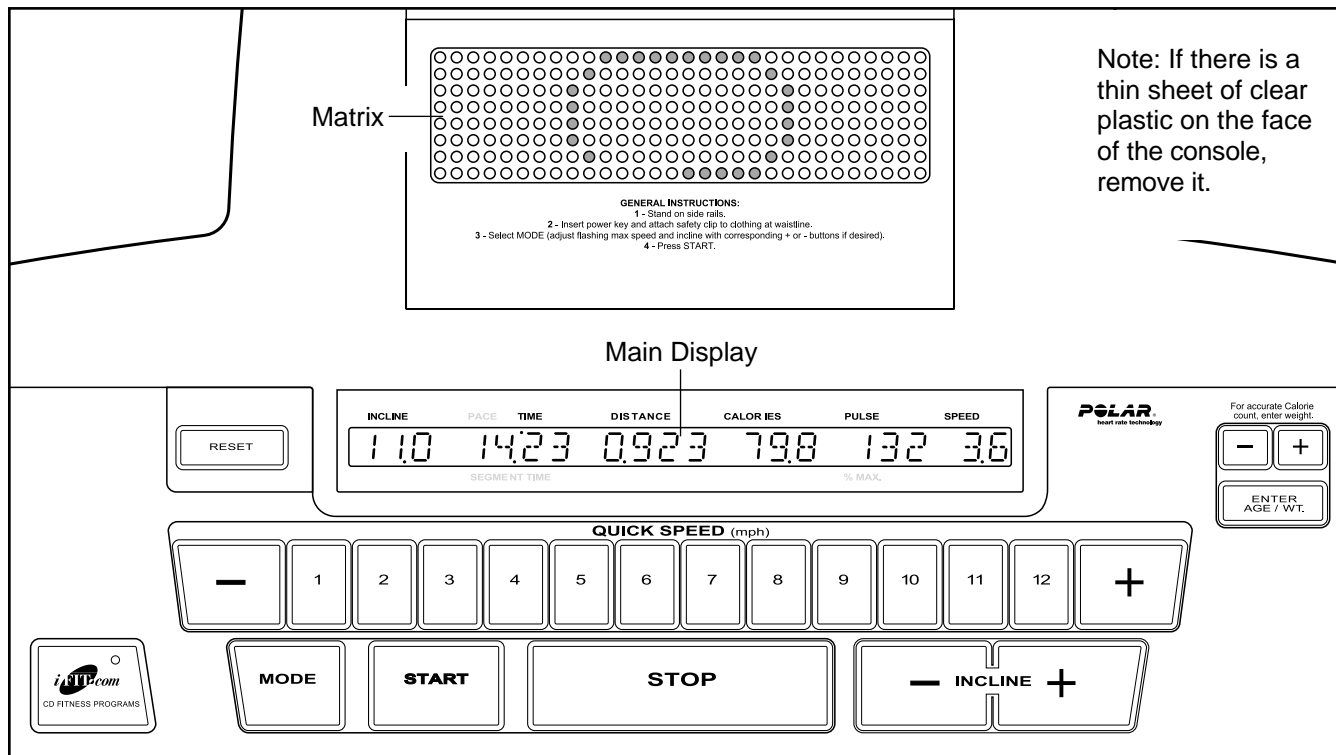 Note: If there is a
thin sheet of clear
plastic on the face
of the console,
remove it.
Matrix
GENERAL INSTRUCTIONS:
1 - Stand on side rails.
2 - Insert power key and attach safety clip to clothing at waistline.
3 - Select MODE (adjust flashing max speed and incline with corresponding + or - buttons if desired).
4 - Press START.
Main Display
INCLINE PACE TIME DISTANCE CALORIES PULSE SPEED
11.0 14:23 0.923 79.8 132 3.6
SEGMENT TIME % MAX.
RESET
POLAR®
heart rate technology
For accurate Calorie
count, enter weight.
- +
ENTER
AGE / WT.
QUICK SPEED (mph)
- 1 2 3 4 5 6 7 8 9 10 11 12 +
iFIT.com
CD FITNESS PROGRAMS
MODE START STOP - INCLINE +